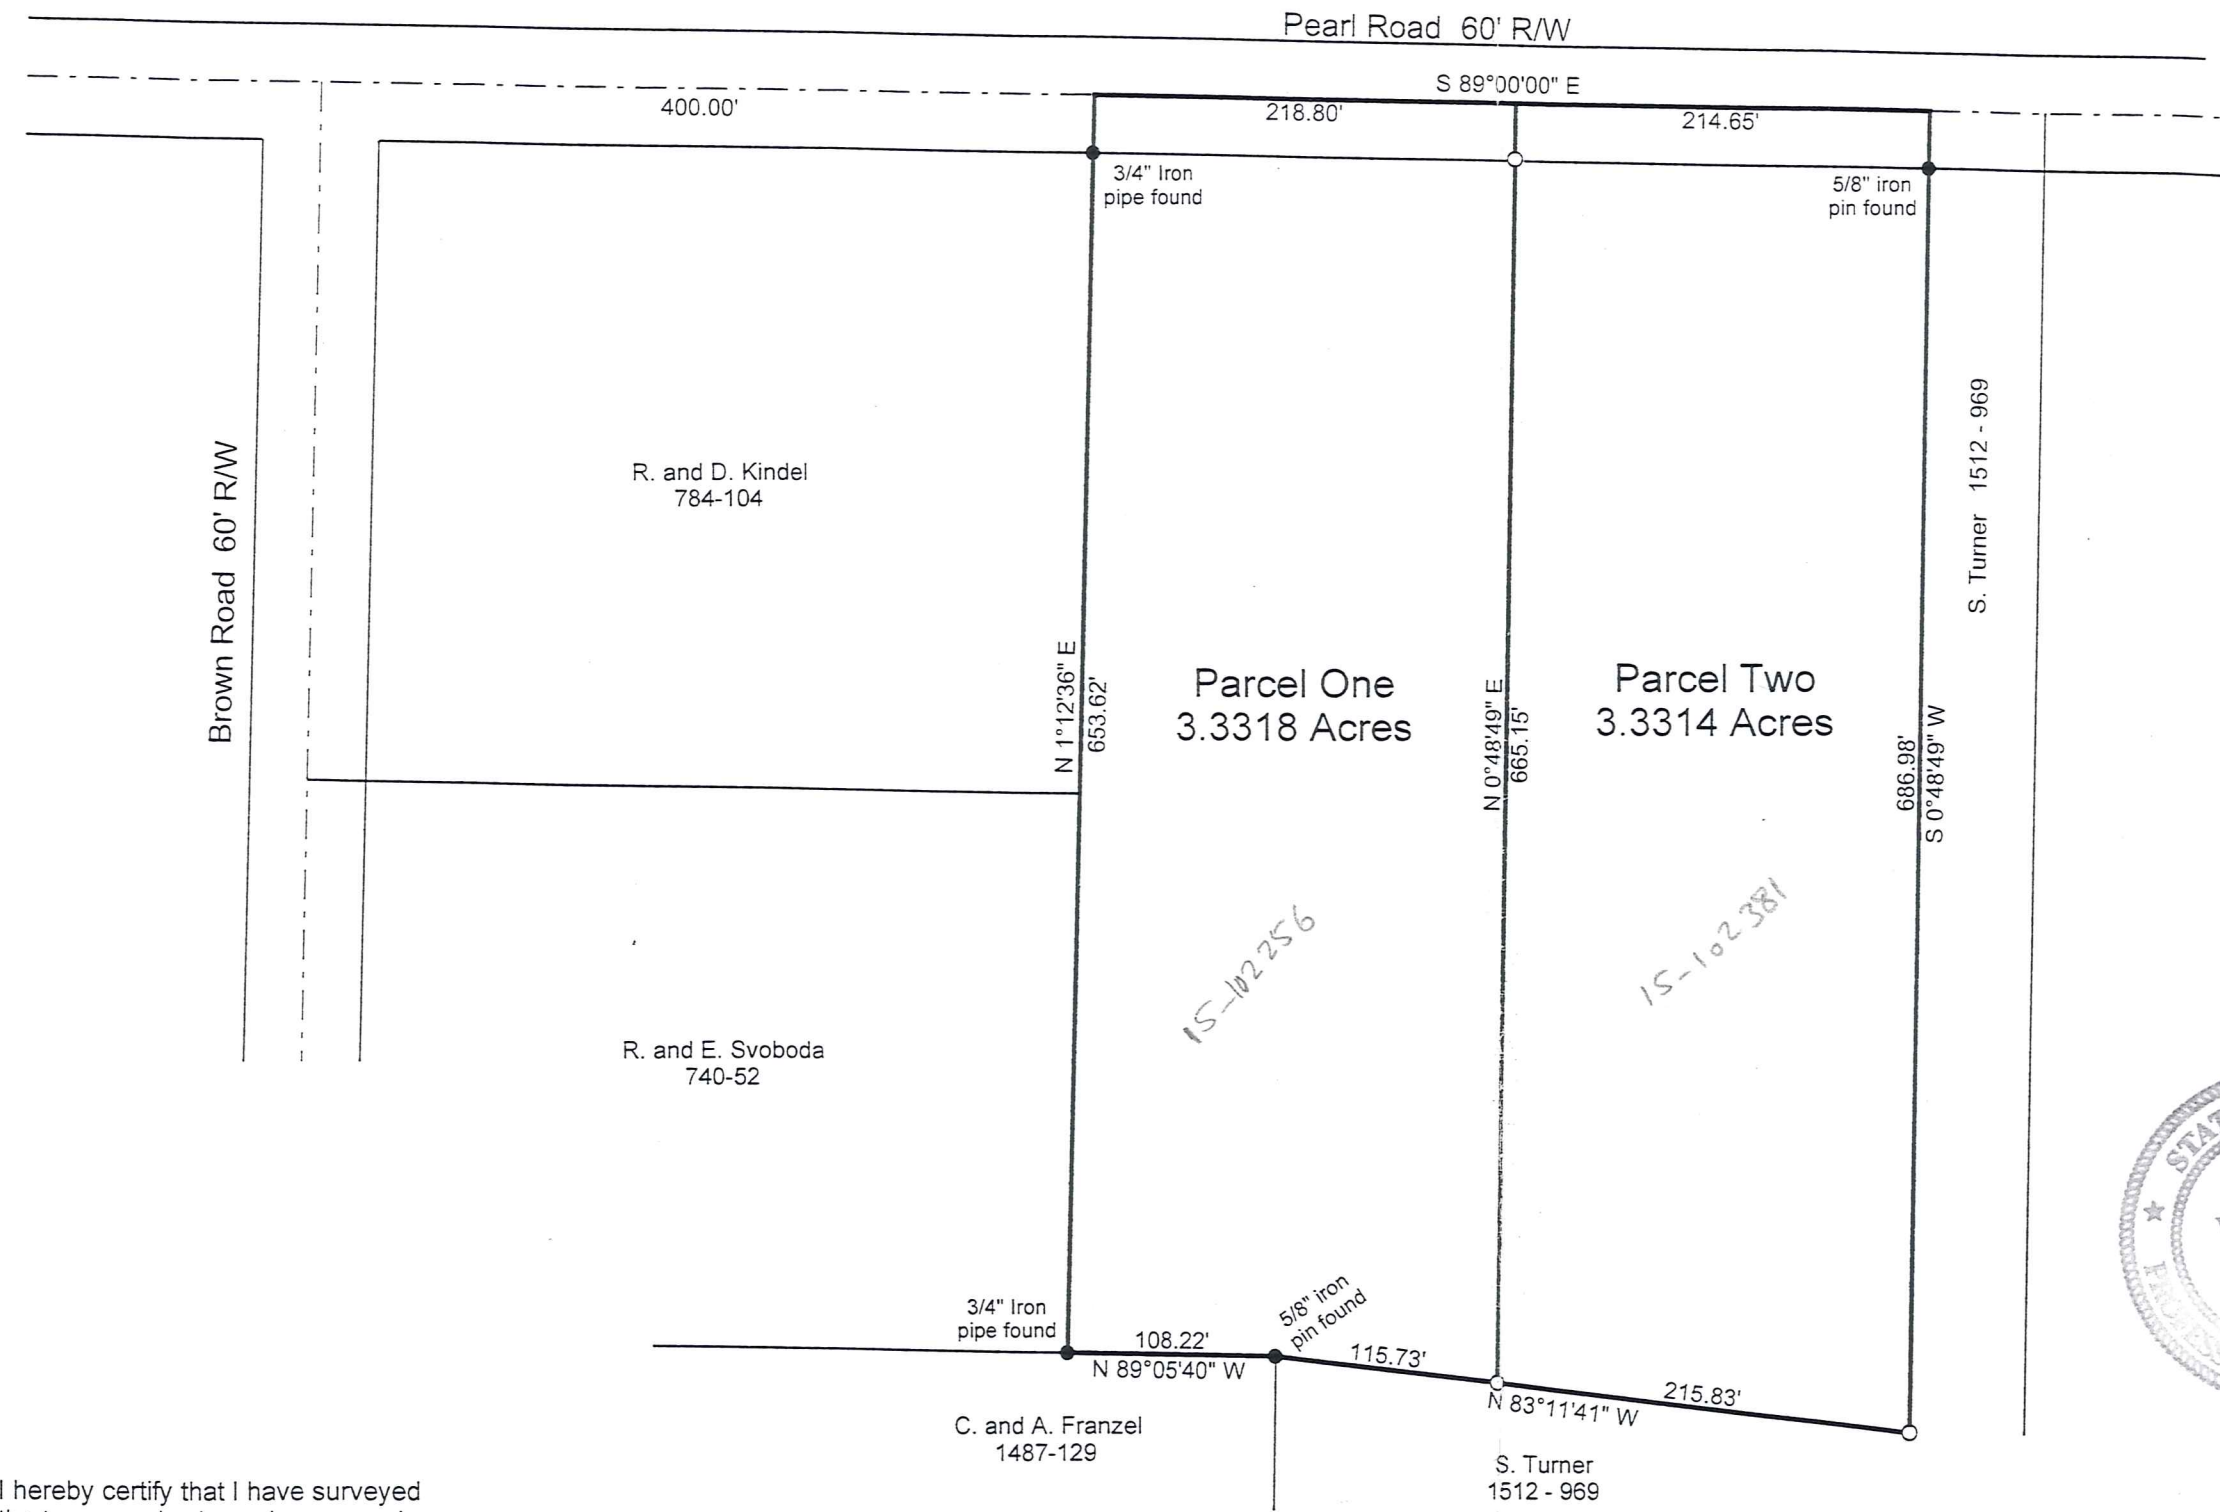 Pearl Road 60' R/W
S 89°00'00" E
400.00'
218.80'
214.65'
3/4" Iron
pipe found
5/8" iron
pin found
Brown Road 60' R/W
R. and D. Kindel
784-104
N 1°12'36" E
653.62'
Parcel One
3.3318 Acres
N 0°48'49" E
665.15'
Parcel Two
3.3314 Acres
686.98'
S 0°48'49" W
S. Turner 1512 - 969
15-102256
15-102381
R. and E. Svoboda
740-52
3/4" Iron
pipe found
108.22'
N 89°05'40" W
5/8" iron
pin found
115.73'
215.83'
N 83°11'41" W
C. and A. Franzel
1487-129
S. Turner
1512 - 969
I hereby certify that I have surveyed